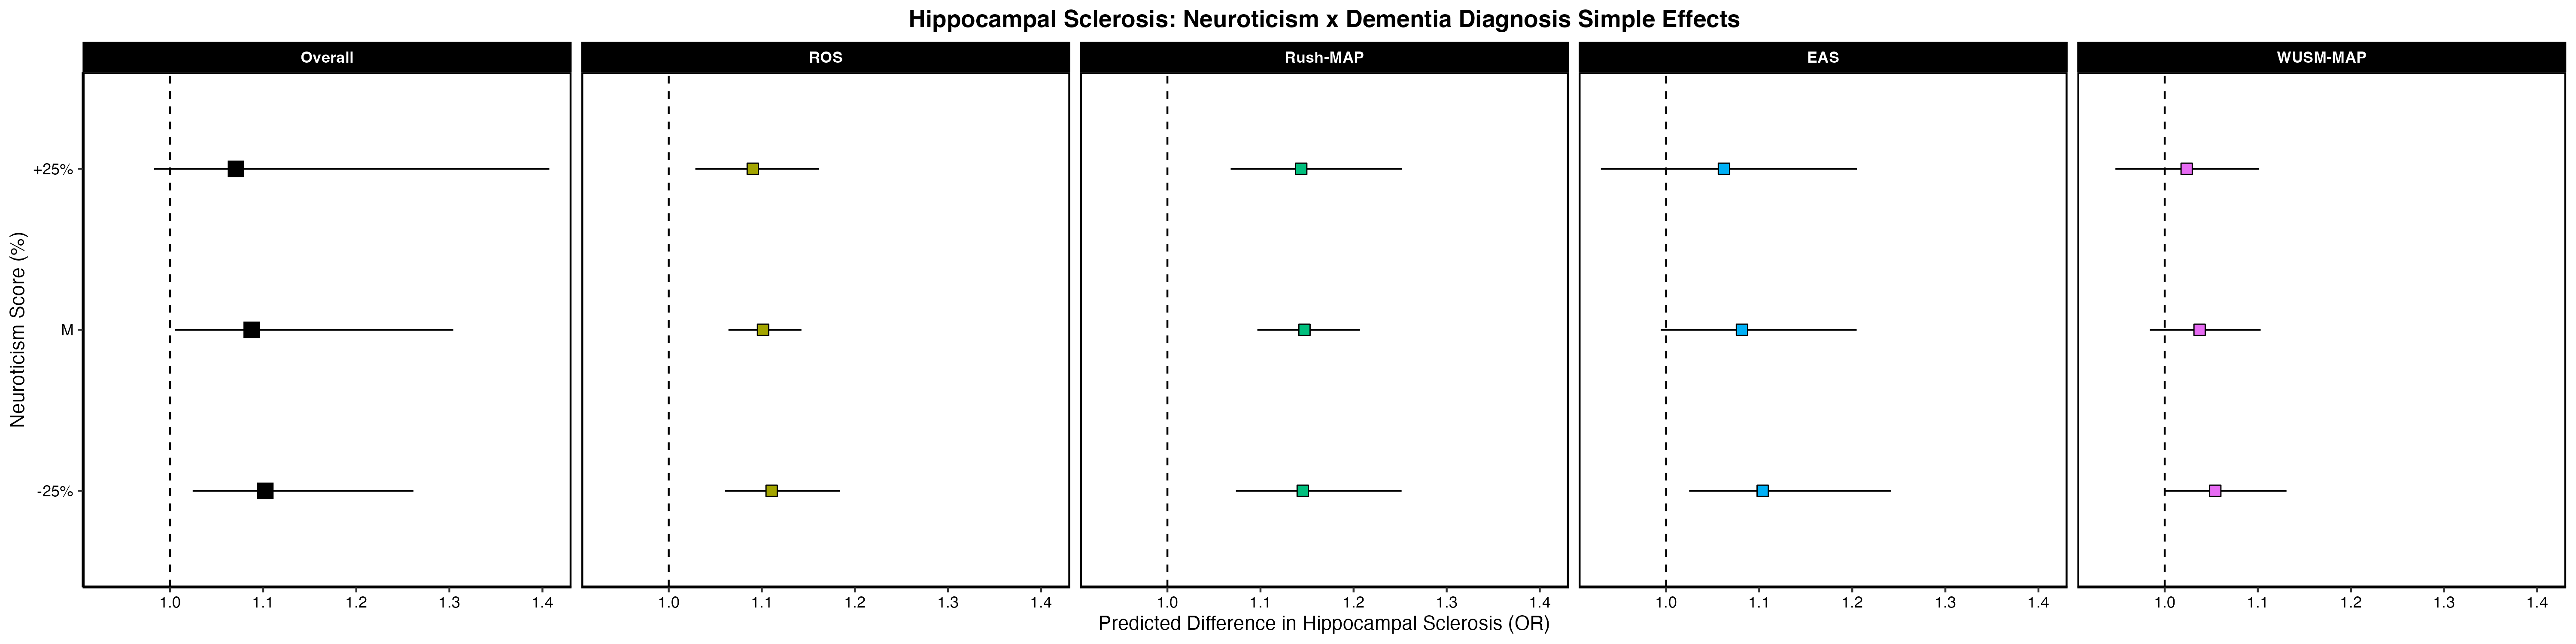 Hippocampal Sclerosis: Neuroticism x Dementia Diagnosis Simple Effects
Overall
ROS
Rush-MAP
EAS
WUSM-MAP
Neuroticism Score (%)
+25%
M
-25%
1.0 1.1 1.2 1.3 1.4
1.0 1.1 1.2 1.3 1.4
1.0 1.1 1.2 1.3 1.4
1.0 1.1 1.2 1.3 1.4
1.0 1.1 1.2 1.3 1.4
Predicted Difference in Hippocampal Sclerosis (OR)